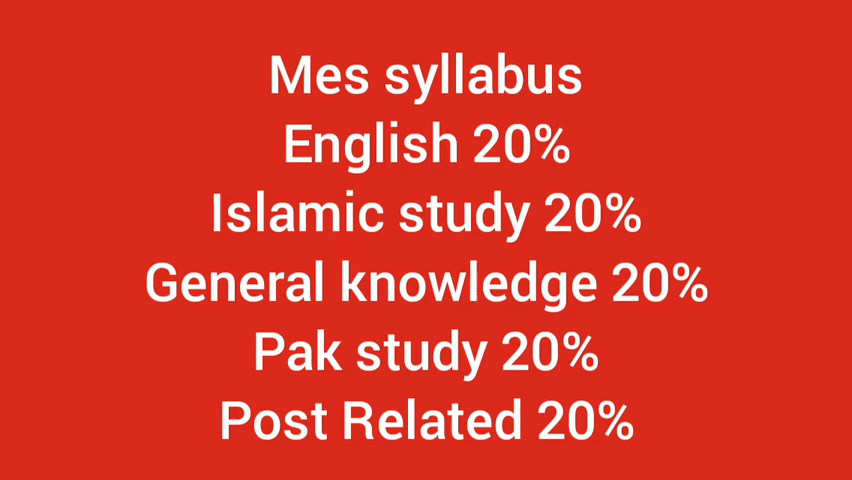 Mes syllabus
English 20%
Islamic study 20%
General knowledge 20%
Pak study 20%
Post Related 20%